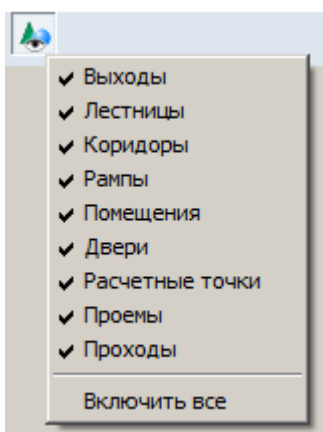 Выходы
Лестницы
Коридоры
Рампы
Помещения
Двери
Расчетные точки
Проемы
Проходы
Включить все